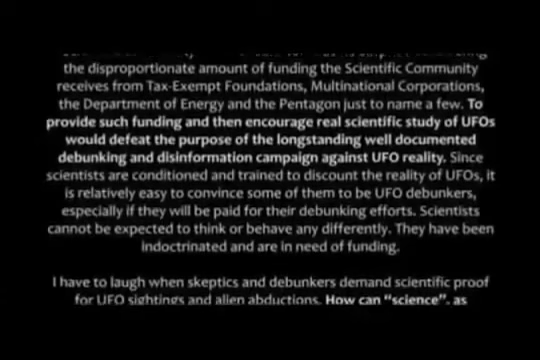 the disproportionate amount of funding the Scientific Community
receives from Tax-Exempt Foundations, Multinational Corporations,
the Department of Energy and the Pentagon just to name a few. To
provide such funding and then encourage real scientific study of UFOs
would defeat the purpose of the longstanding well documented
debunking and disinformation campaign against UFO reality. Since
scientists are conditioned and trained to discount the reality of UFOs, it
is relatively easy to convince some of them to be UFO debunkers,
especially if they will be paid for their debunking efforts. Scientists
cannot be expected to think or behave any differently. They have been
indoctrinated and are in need of funding.
I have to laugh when skeptics and debunkers demand scientific proof
for UFO sightings and alien abductions. How can "science", as